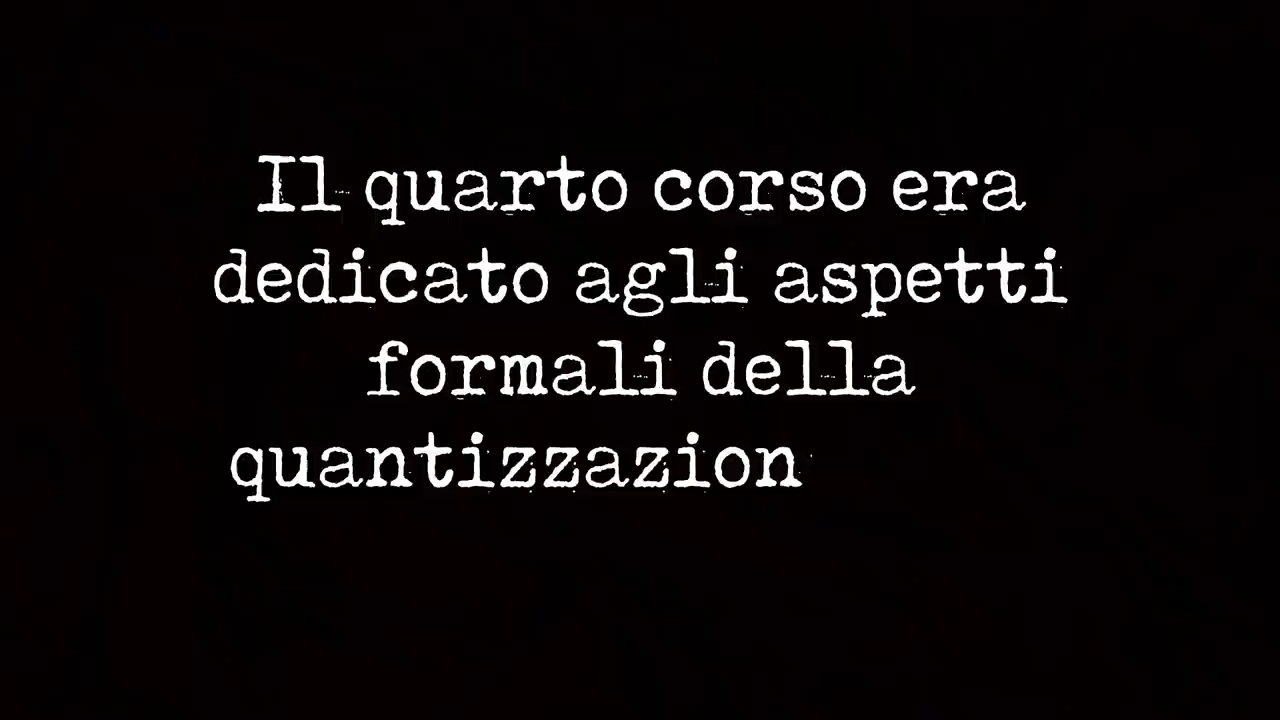 Il quarto corso era
dedicato agli aspetti
formali della
quantizzazion